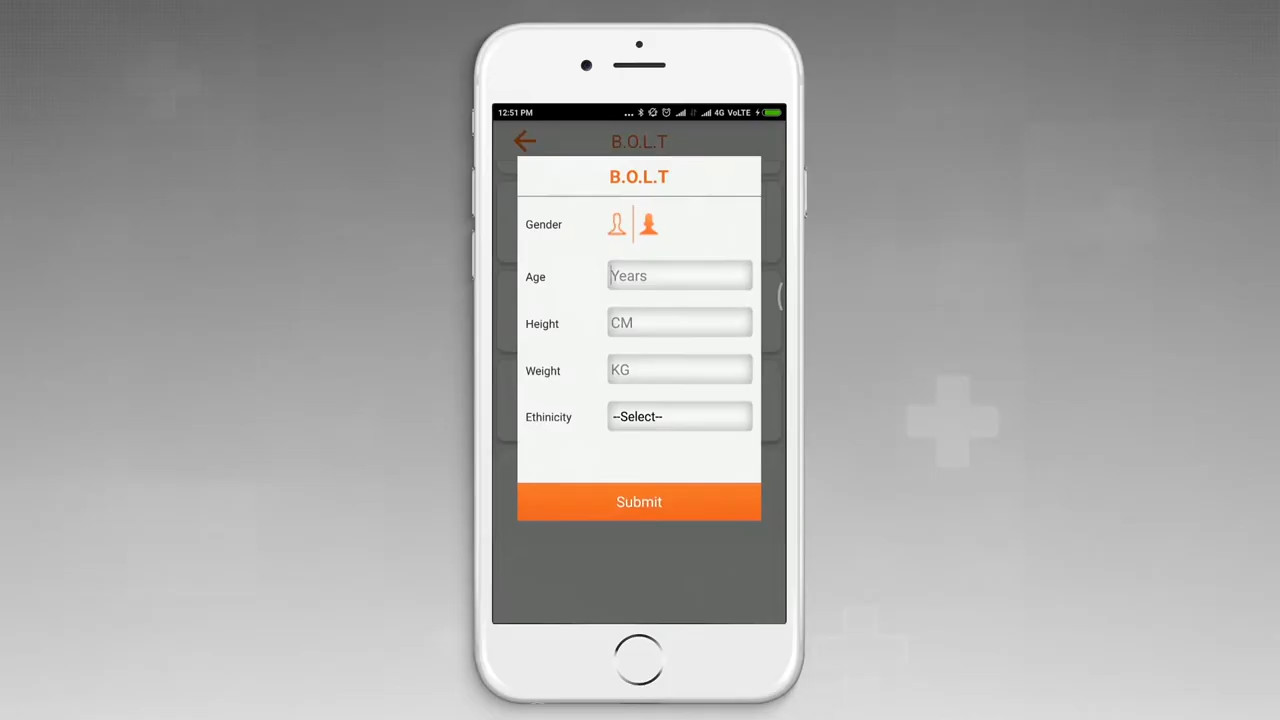 12:51 PM ... 4G VoLTE
B.O.L.T
B.O.L.T
Gender
Age Years
Height CM
Weight KG
Ethinicity --Select--
Submit